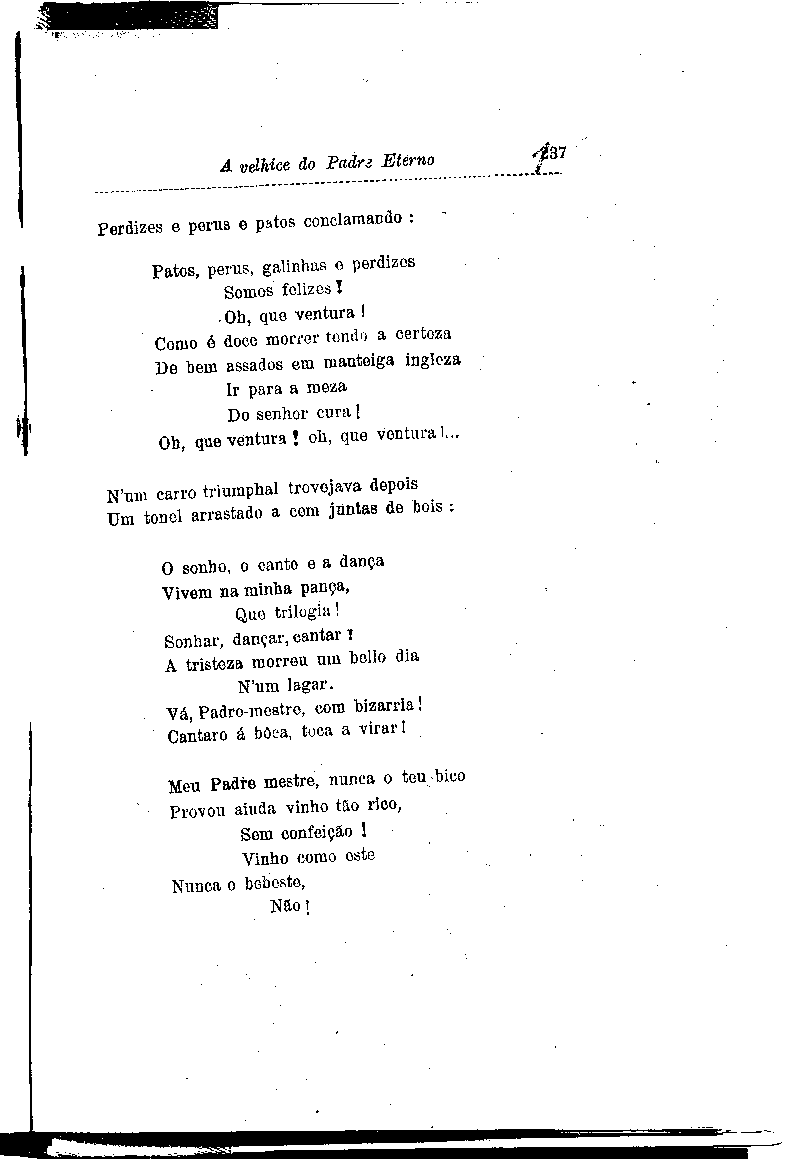 A velhice do Padre Eterno 137
Perdizes e perus e patos conclamando :
Patos, perus, galinhas e perdizes
Somos felizes!
Oh, que ventura!
Como é doce morrer tendo a certeza
De bem assados em manteiga ingleza
Ir para a meza
Do senhor cura!
Oh, que ventura! oh, que ventura!...
N'um carro triumphal trovejava depois
Um tonel arrastado a cem juntas de bois :
O sonho, o canto e a dança
Vivem na minha pança,
Que trilogia!
Sonhar, dançar, cantar!
A tristeza morreu um bello dia
N'um lagar.
Vá, Padre-mestre, com bizarria!
Cantaro á bôca, toca a virar!
Meu Padre mestre, nunca o teu bico
Provou ainda vinho tão rico,
Sem confeição!
Vinho como este
Nunca o bebeste,
Não!